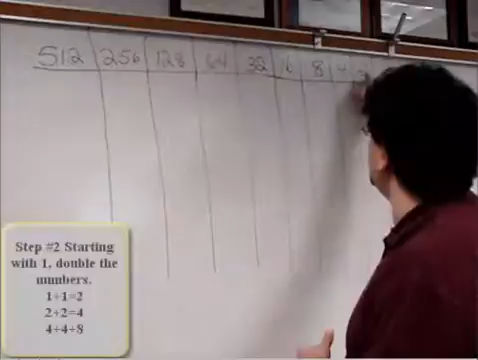 512 256 128 64 32 16 8 4 2
Step #2 Starting
with 1, double the
numbers.
1+1=2
2+2=4
4+4=8